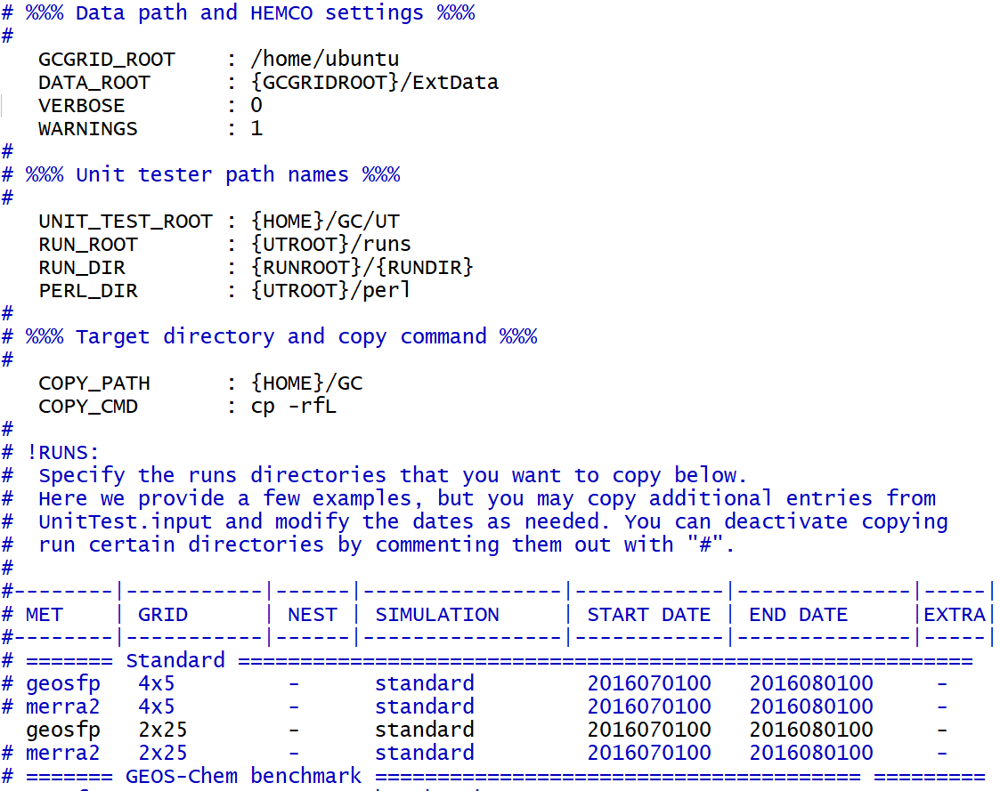 # %%% Data path and HEMCO settings %%%
#
   GCGRID_ROOT    : /home/ubuntu
   DATA_ROOT      : {GCGRIDROOT}/ExtData
   VERBOSE        : 0
   WARNINGS       : 1
#
# %%% Unit tester path names %%%
#
   UNIT_TEST_ROOT : {HOME}/GC/UT
   RUN_ROOT       : {UTROOT}/runs
   RUN_DIR        : {RUNROOT}/{RUNDIR}
   PERL_DIR       : {UTROOT}/perl
#
# %%% Target directory and copy command %%%
#
   COPY_PATH      : {HOME}/GC
   COPY_CMD       : cp -rfL
#
# !RUNS:
#  Specify the runs directories that you want to copy below.
#  Here we provide a few examples, but you may copy additional entries from
#  UnitTest.input and modify the dates as needed. You can deactivate copying
#  run certain directories by commenting them out with "#".
#
#--------|-----------|------|----------------|------------|--------------|-----|
# MET    | GRID      | NEST | SIMULATION     | START DATE | END DATE     |EXTRA|
#--------|-----------|------|----------------|------------|--------------|-----|
# ======= Standard ===========================================================
# geosfp   4x5         -      standard         2016070100   2016080100     -
# merra2   4x5         -      standard         2016070100   2016080100     -
  geosfp   2x25        -      standard         2016070100   2016080100     -
# merra2   2x25        -      standard         2016070100   2016080100     -
# ======= GEOS-Chem benchmark ======================================= =========